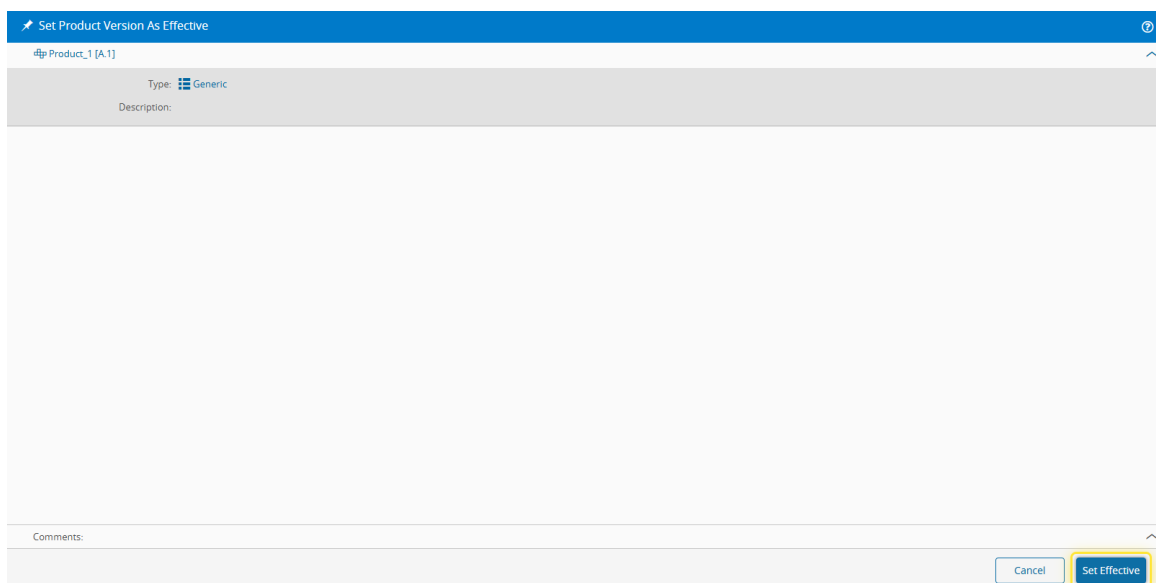 Set Product Version As Effective
Product_1 [A.1]
Type: Generic
Description:
Comments:
Cancel Set Effective